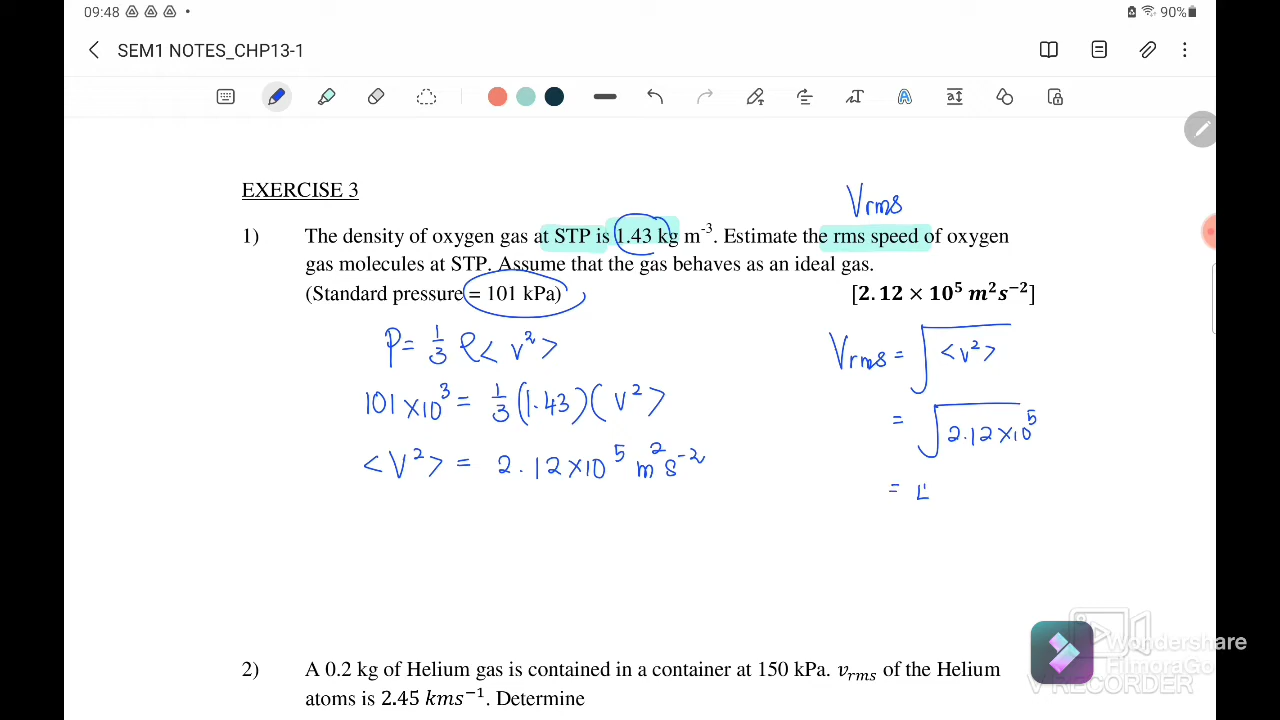 09:48
90%
SEM1 NOTES_CHP13-1
EXERCISE 3
Vrms
1) The density of oxygen gas at STP is 1.43 kg m⁻³. Estimate the rms speed of oxygen
gas molecules at STP. Assume that the gas behaves as an ideal gas.
(Standard pressure = 101 kPa) [2.12 × 10⁵ m²s⁻²]
P = 1/3 ρ< v² >
101 ×10³ = 1/3 (1.43)( v² >
< v² > = 2.12 ×10⁵ m²s⁻²
Vrms = √<v²>
= √2.12 ×10⁵
= 4
2) A 0.2 kg of Helium gas is contained in a container at 150 kPa. vᵣₘₛ of the Helium
atoms is 2.45 kms⁻¹. Determine
Wondershare
FilmoraGo
V RECORDER